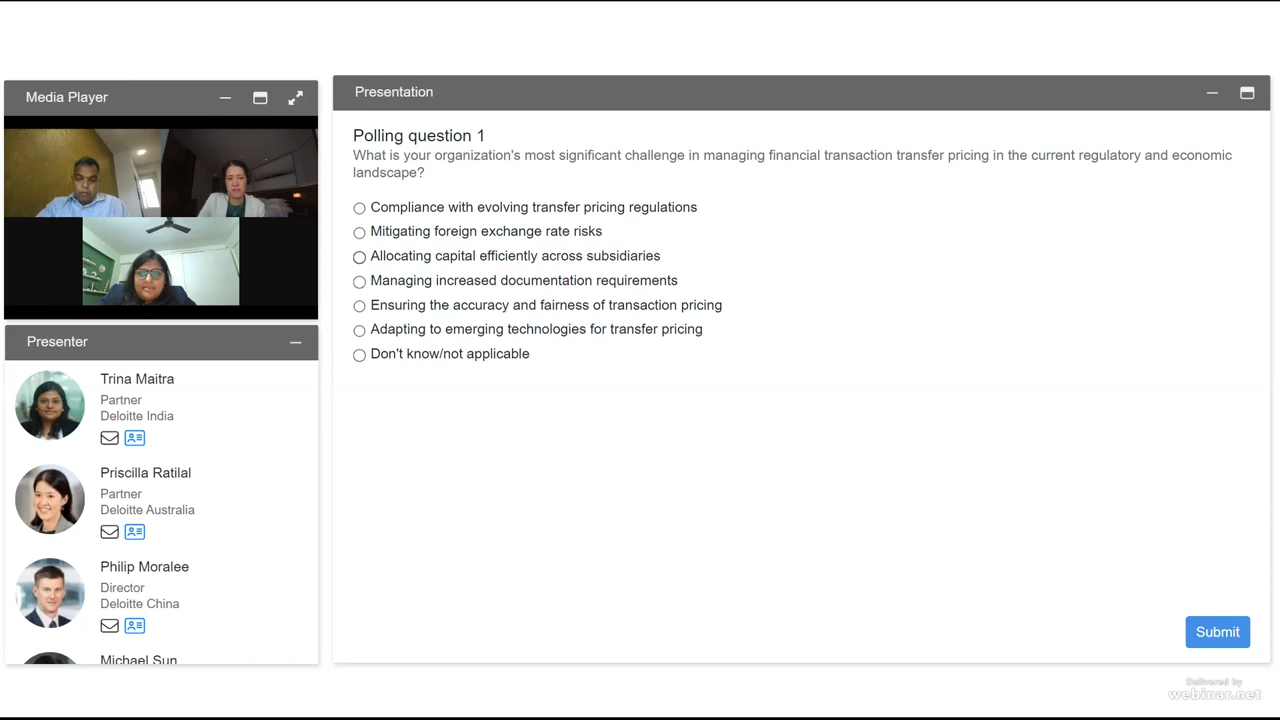 Media Player
Presentation
Polling question 1
What is your organization's most significant challenge in managing financial transaction transfer pricing in the current regulatory and economic
landscape?
Compliance with evolving transfer pricing regulations
Mitigating foreign exchange rate risks
Allocating capital efficiently across subsidiaries
Managing increased documentation requirements
Ensuring the accuracy and fairness of transaction pricing
Adapting to emerging technologies for transfer pricing
Don't know/not applicable
Submit
Presenter
Trina Maitra
Partner
Deloitte India
Priscilla Ratilal
Partner
Deloitte Australia
Philip Moralee
Director
Deloitte China
Michael Sun
Delivered by
webinar.net